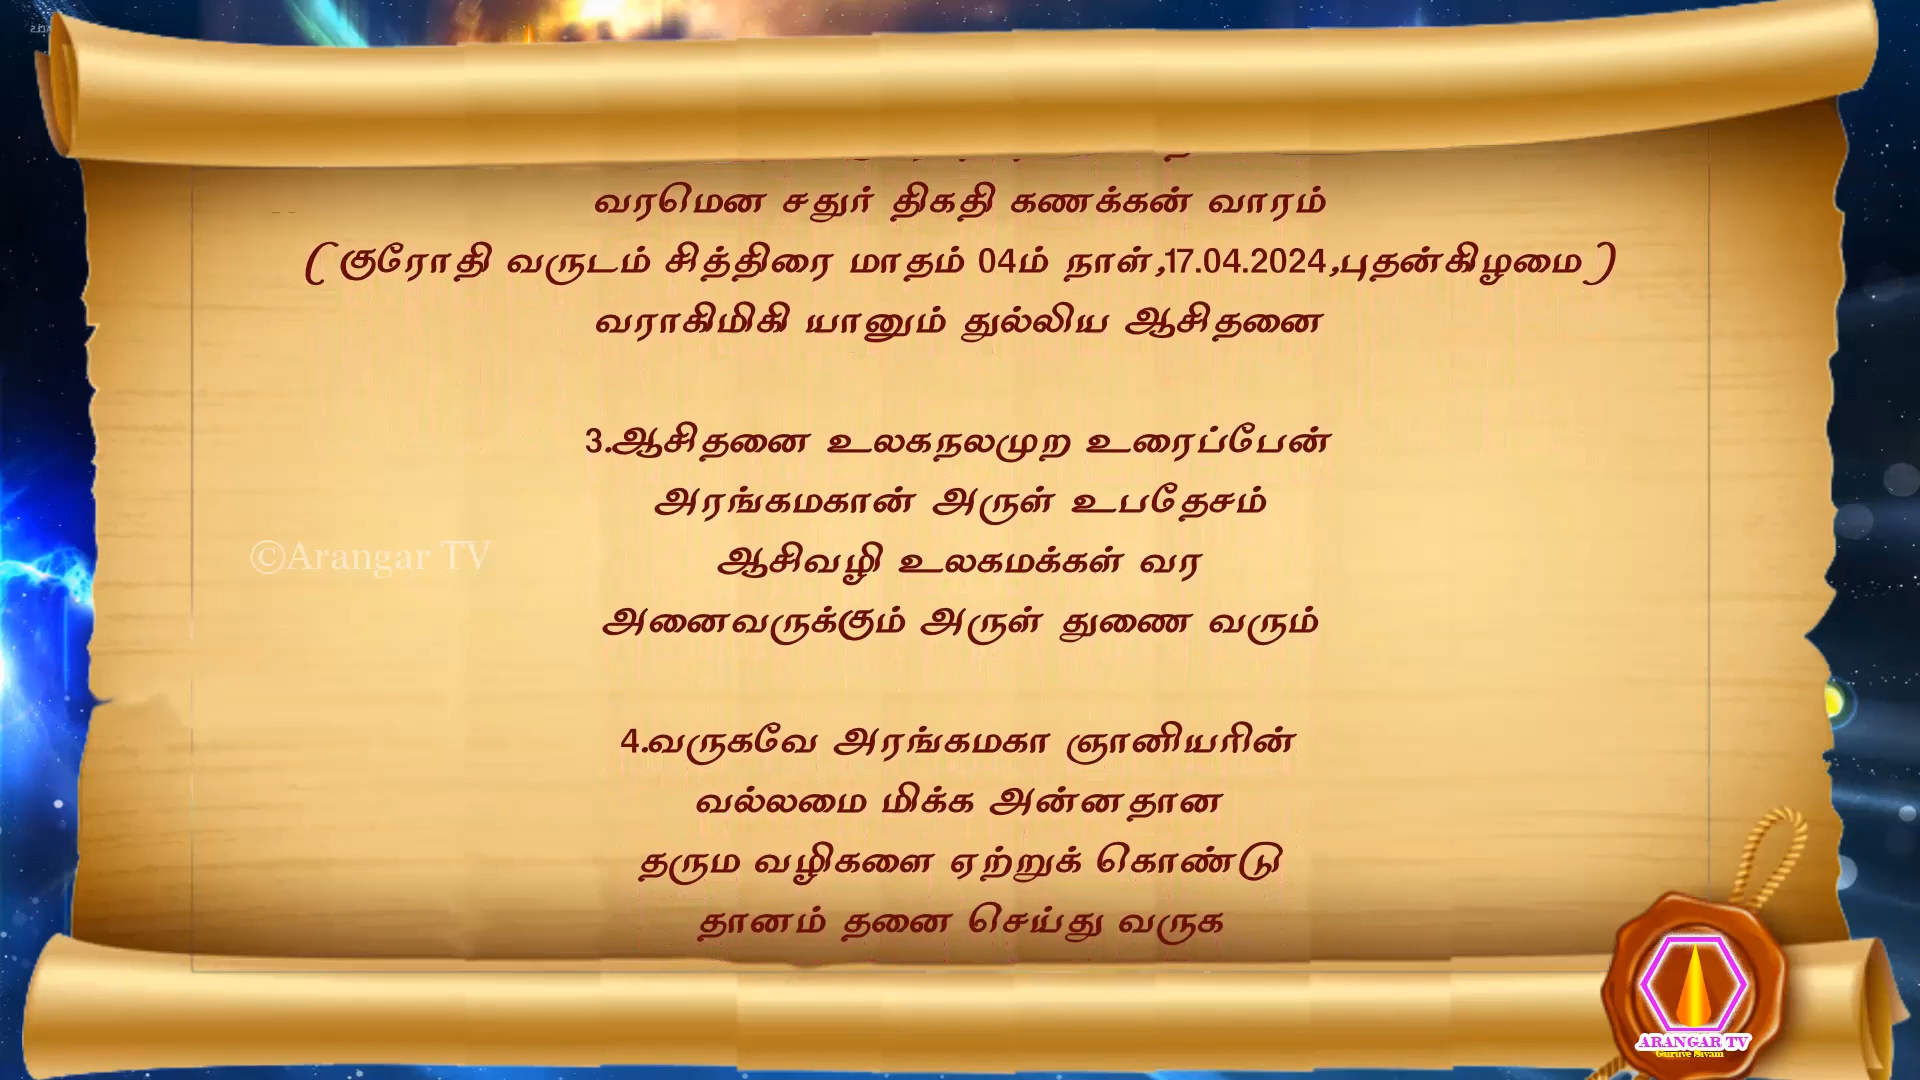 வரமென சதுர் திகதி கணக்கன் வாரம்
( குரோதி வருடம் சித்திரை மாதம் 04ம் நாள்,17.04.2024,புதன்கிழமை )
வராகிமிகி யானும் துல்லிய ஆசிதனை
3.ஆசிதனை உலகநலமுற உரைப்பேன்
அரங்கமகான் அருள் உபதேசம்
©Arangar TV
ஆசிவழி உலகமக்கள் வர
அனைவருக்கும் அருள் துணை வரும்
4.வருகவே அரங்கமகா ஞானியரின்
வல்லமை மிக்க அன்னதான
தரும வழிகளை ஏற்றுக் கொண்டு
தானம் தனை செய்து வருக
ARANGAR TV
Guruve Sivam